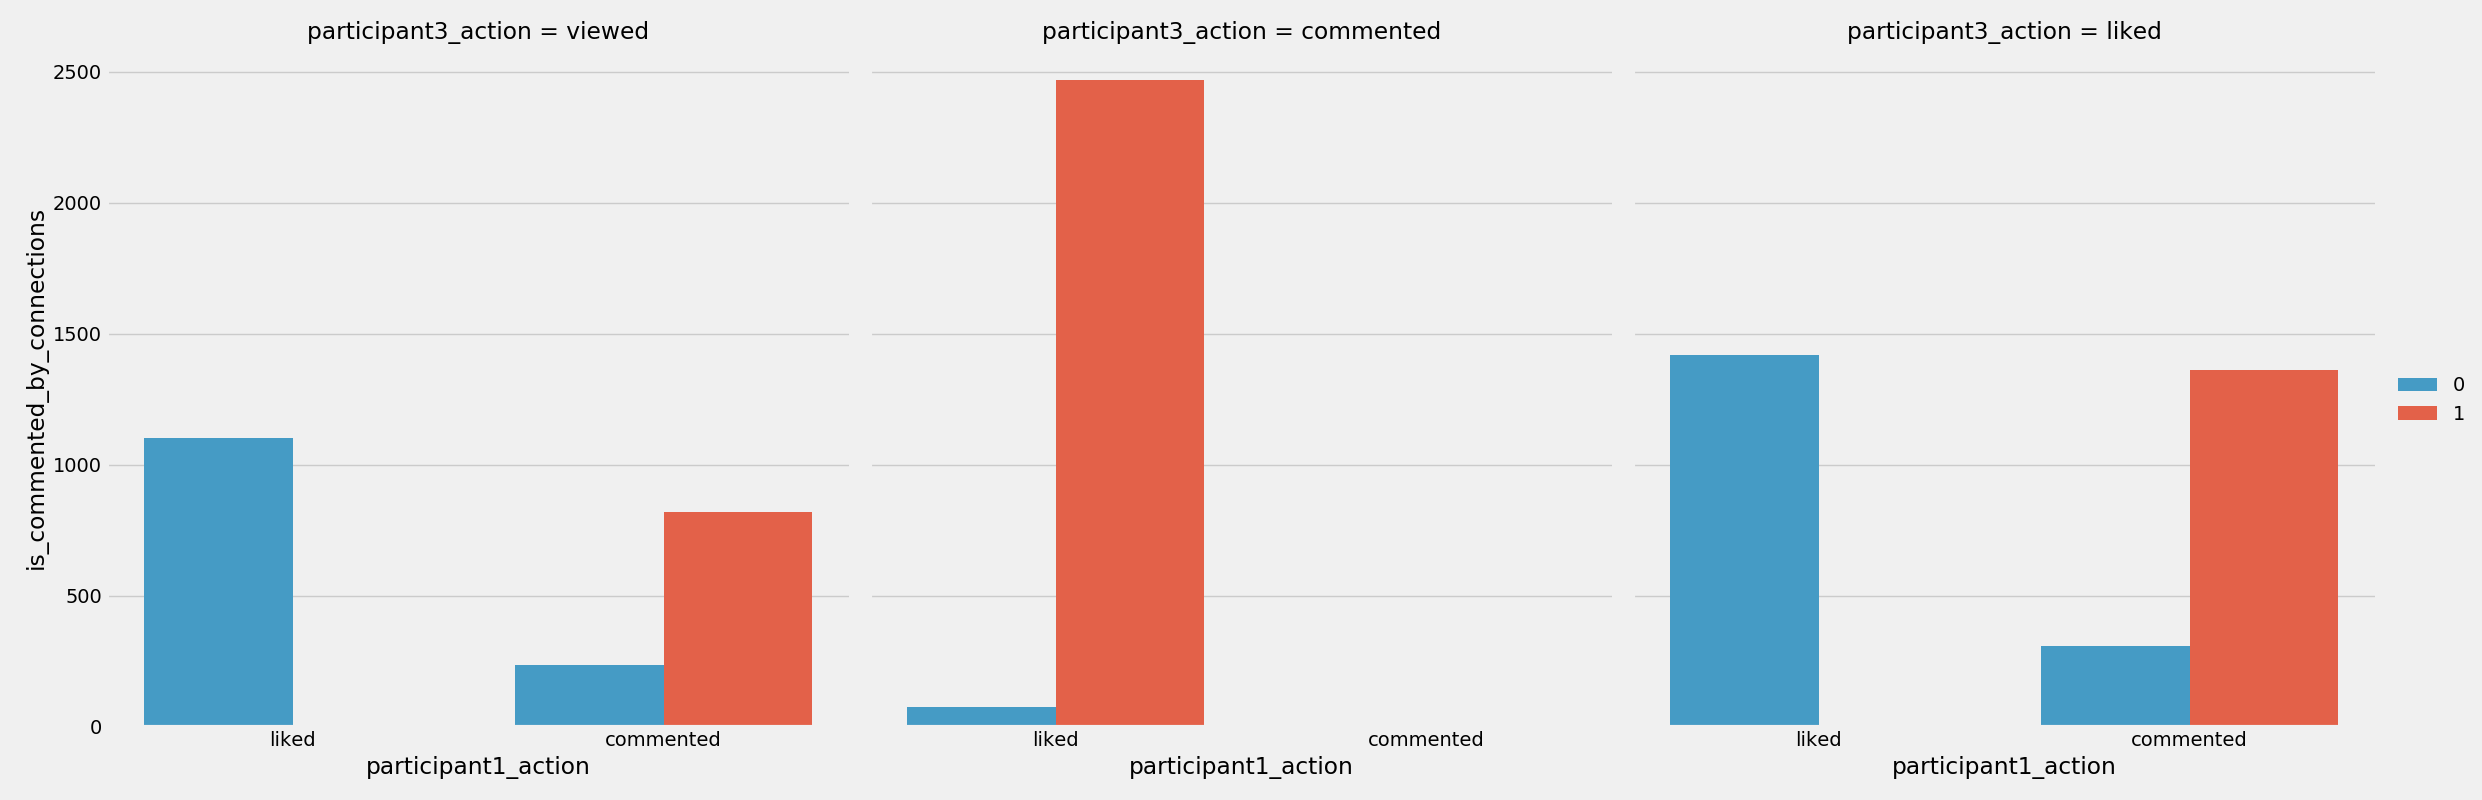 participant3_action = viewed
participant3_action = commented
participant3_action = liked
is_commented_by_connections
2500
2000
1500
1000
500
0
liked
commented
liked
commented
liked
commented
participant1_action
participant1_action
participant1_action
0
1